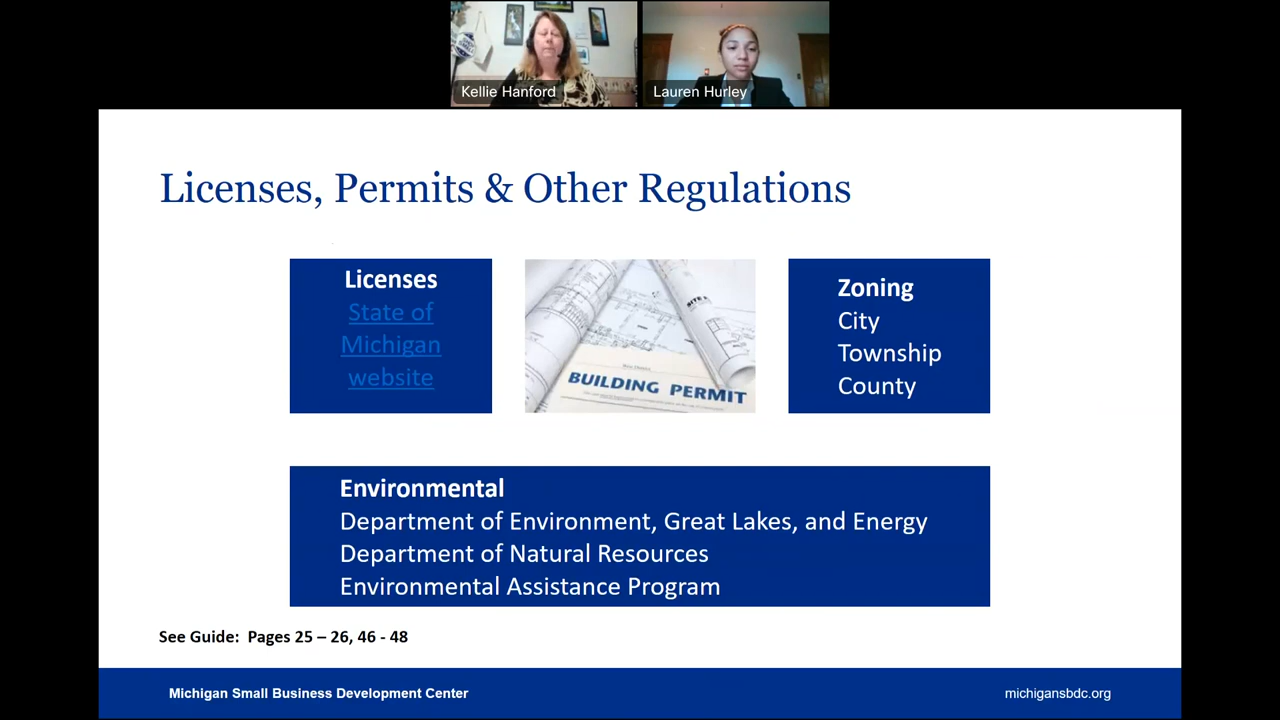 Kellie Hanford
Lauren Hurley
Licenses, Permits & Other Regulations
Licenses
State of
Michigan
website
BUILDING PERMIT
Zoning
City
Township
County
Environmental
Department of Environment, Great Lakes, and Energy
Department of Natural Resources
Environmental Assistance Program
See Guide:  Pages 25 – 26, 46 - 48
Michigan Small Business Development Center
michigansbdc.org